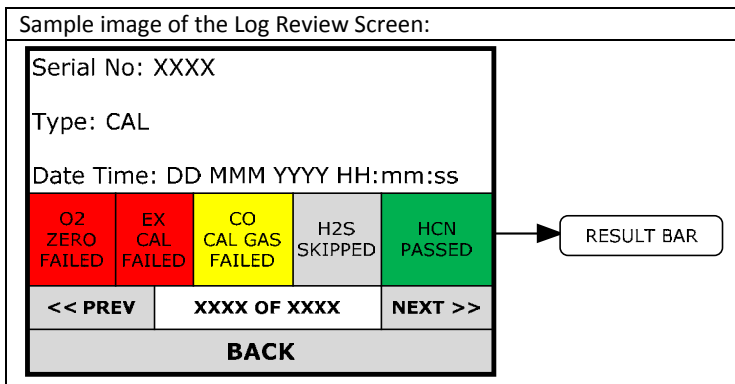 Sample image of the Log Review Screen:
Serial No: XXXX
Type: CAL
Date Time: DD MMM YYYY HH:mm:ss
O2
ZERO
FAILED
EX
CAL
FAILED
CO
CAL GAS
FAILED
H2S
SKIPPED
HCN
PASSED
RESULT BAR
<< PREV
XXXX OF XXXX
NEXT >>
BACK